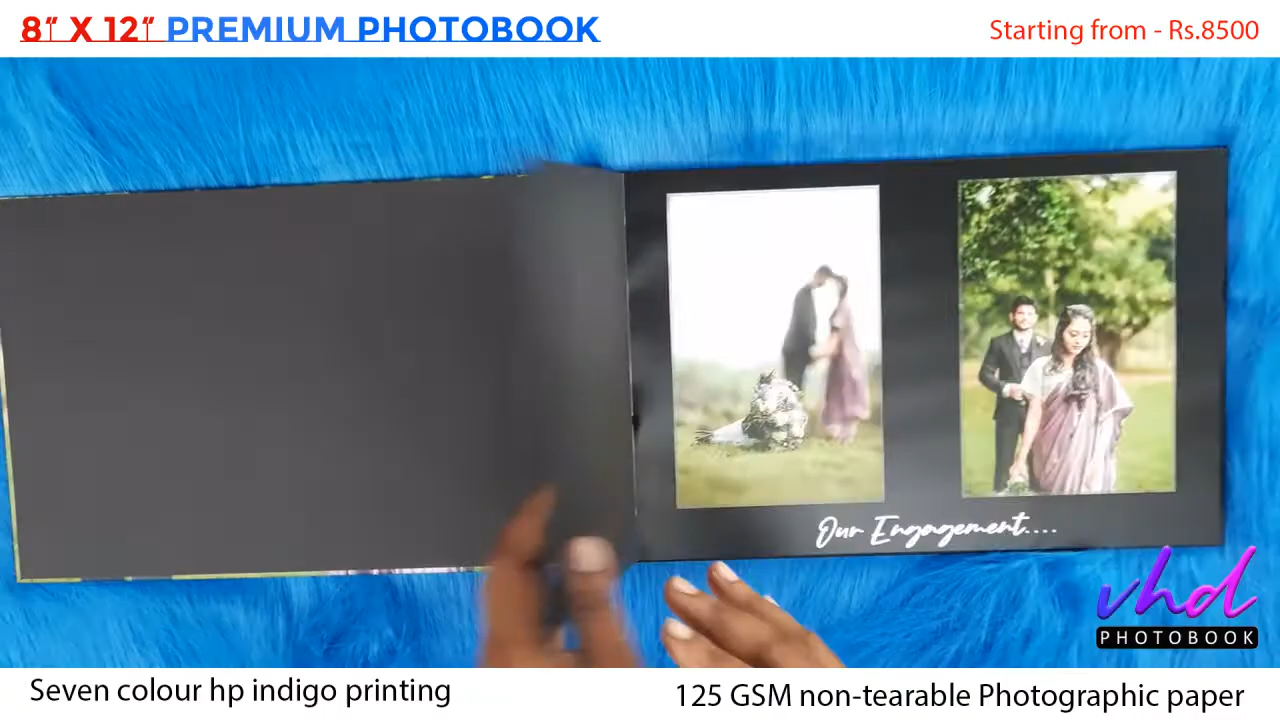 8" X 12" PREMIUM PHOTOBOOK
Starting from - Rs.8500
Our Engagement....
vhd
PHOTOBOOK
Seven colour hp indigo printing
125 GSM non-tearable Photographic paper